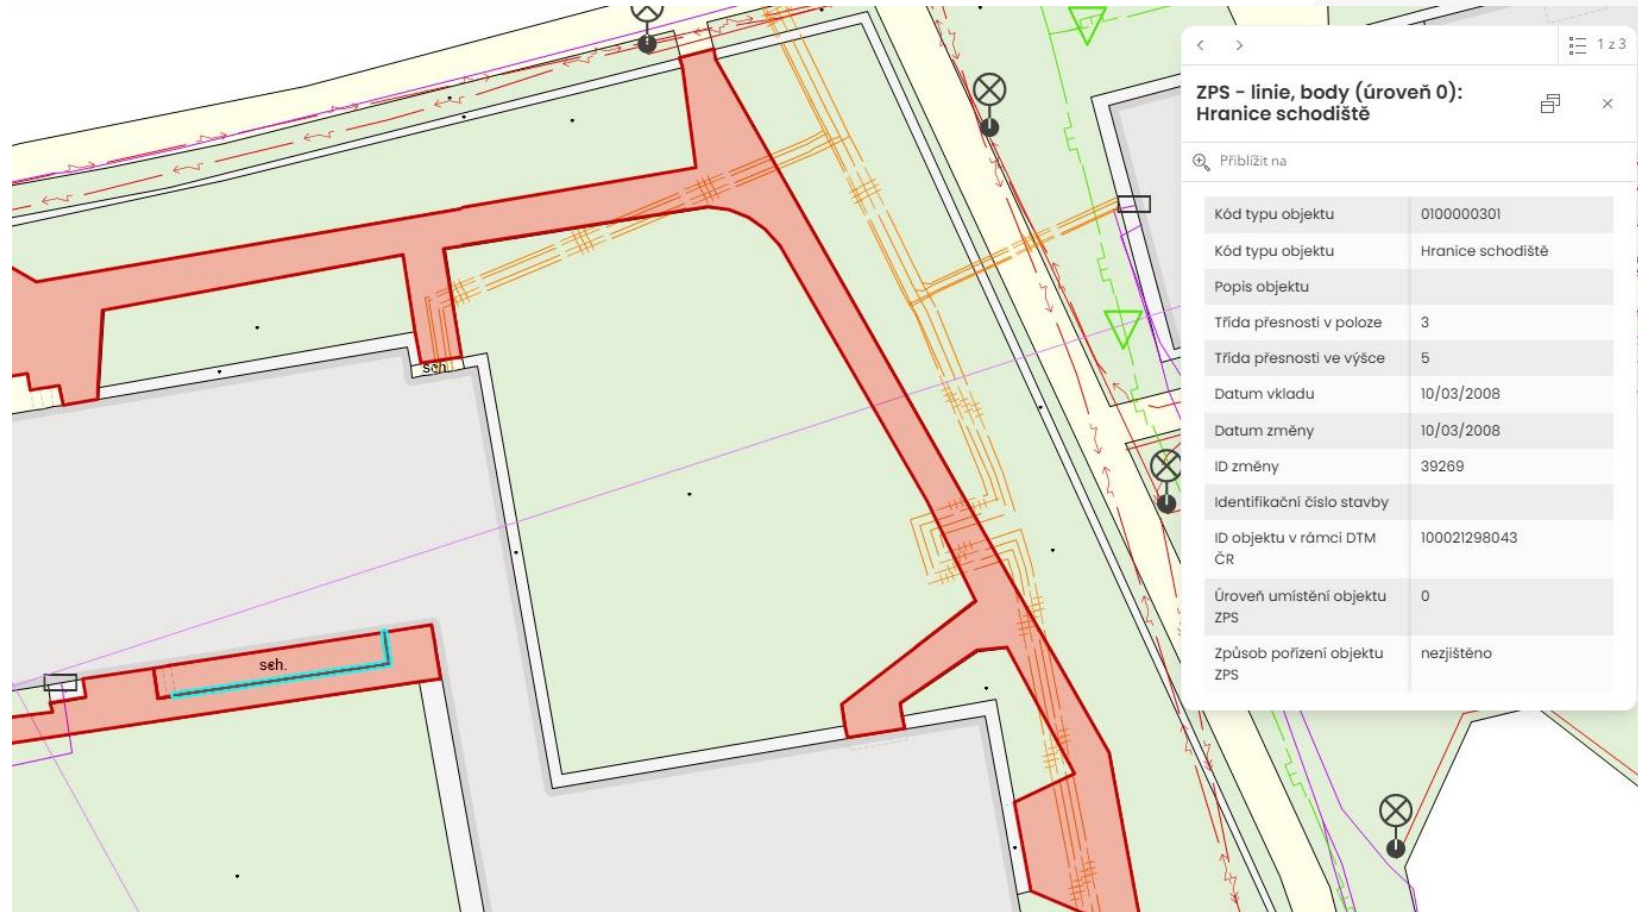 1 z 3
ZPS - linie, body (úroveň 0):
Hranice schodiště
Přiblížit na
Kód typu objektu 0100000301
Kód typu objektu Hranice schodiště
Popis objektu
Třída přesnosti v poloze 3
Třída přesnosti ve výšce 5
Datum vkladu 10/03/2008
Datum změny 10/03/2008
ID změny 39269
Identifikační číslo stavby
ID objektu v rámci DTM 100021298043
ČR
Úroveň umístění objektu 0
ZPS
Způsob pořízení objektu nezjištěno
ZPS
sch.
sch.